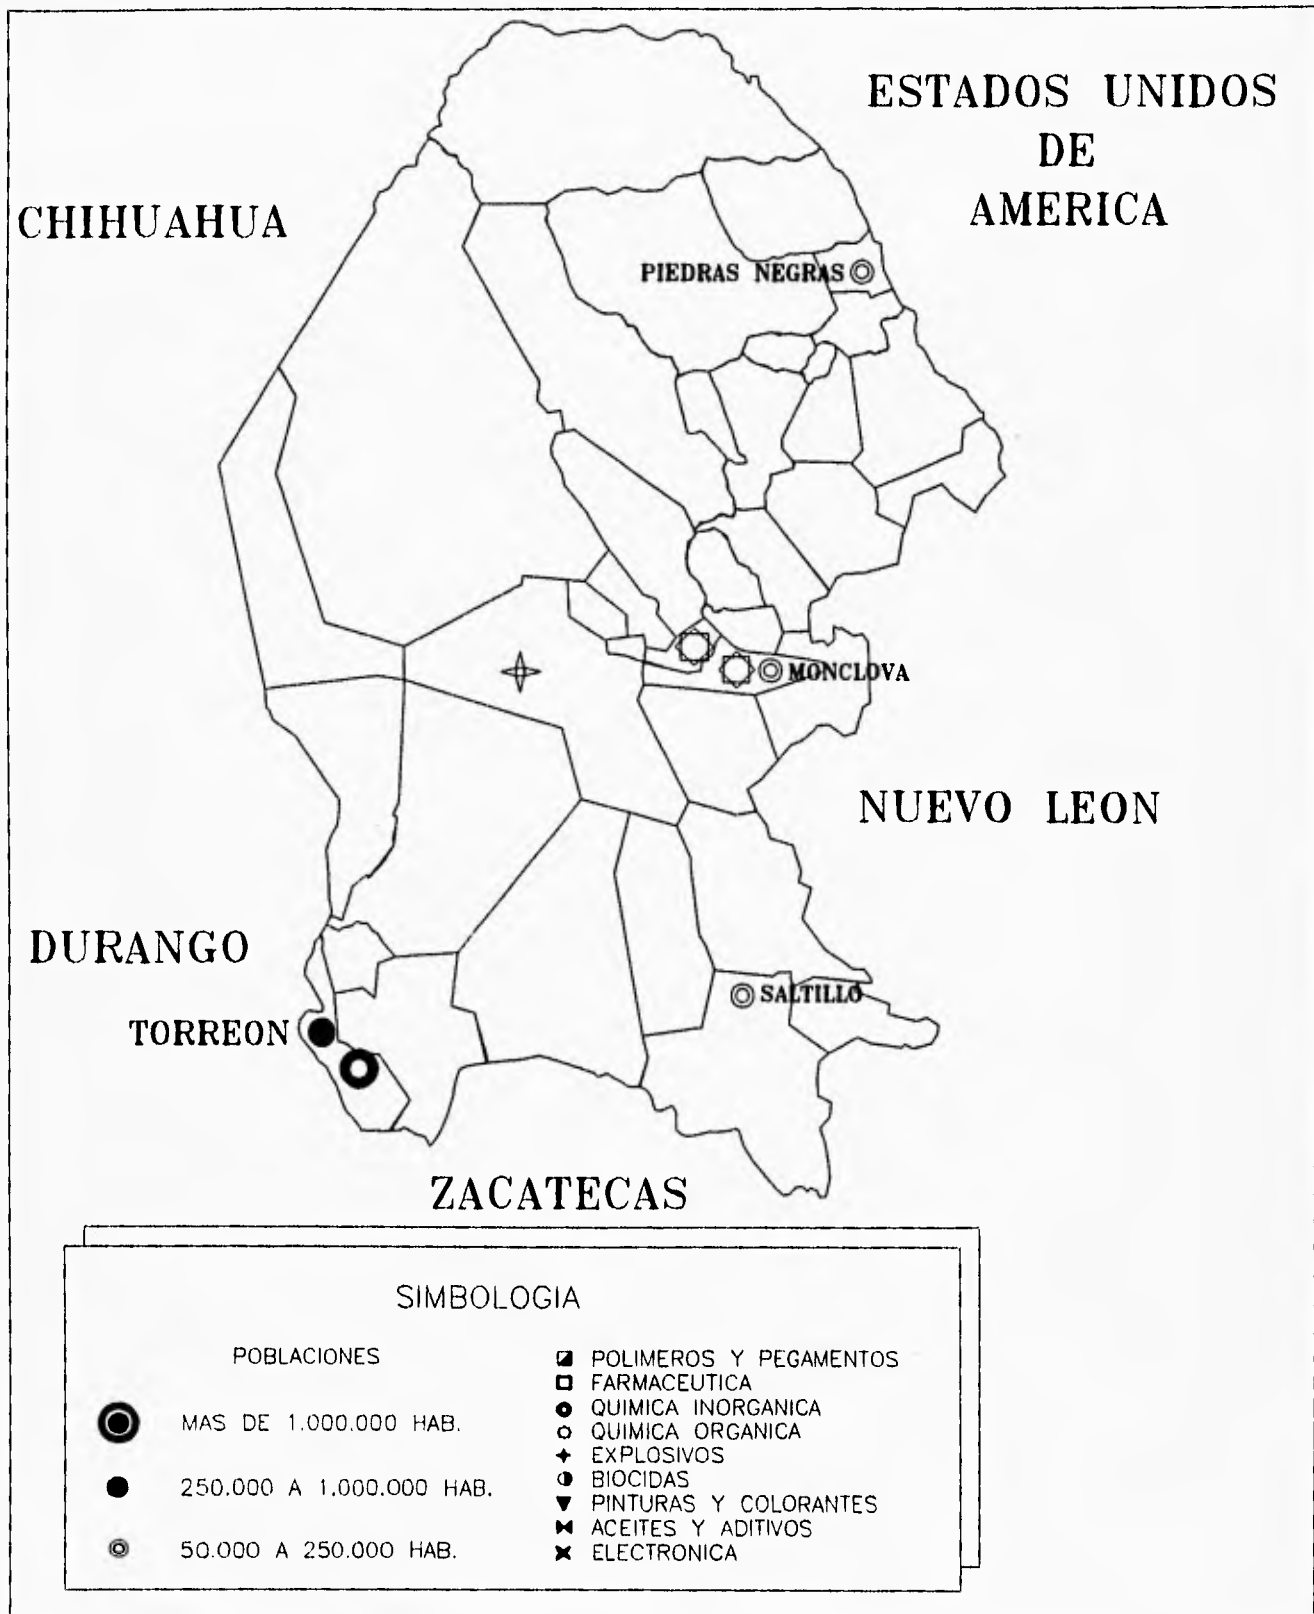 ESTADOS UNIDOS
DE
AMERICA
CHIHUAHUA
PIEDRAS NEGRAS
MONCLOVA
NUEVO LEON
DURANGO
SALTILLO
TORREON
ZACATECAS
SIMBOLOGIA
POBLACIONES
MAS DE 1.000.000 HAB.
250.000 A 1.000.000 HAB.
50.000 A 250.000 HAB.
POLIMEROS Y PEGAMENTOS
FARMACEUTICA
QUIMICA INORGANICA
QUIMICA ORGANICA
EXPLOSIVOS
BIOCIDAS
PINTURAS Y COLORANTES
ACEITES Y ADITIVOS
ELECTRONICA